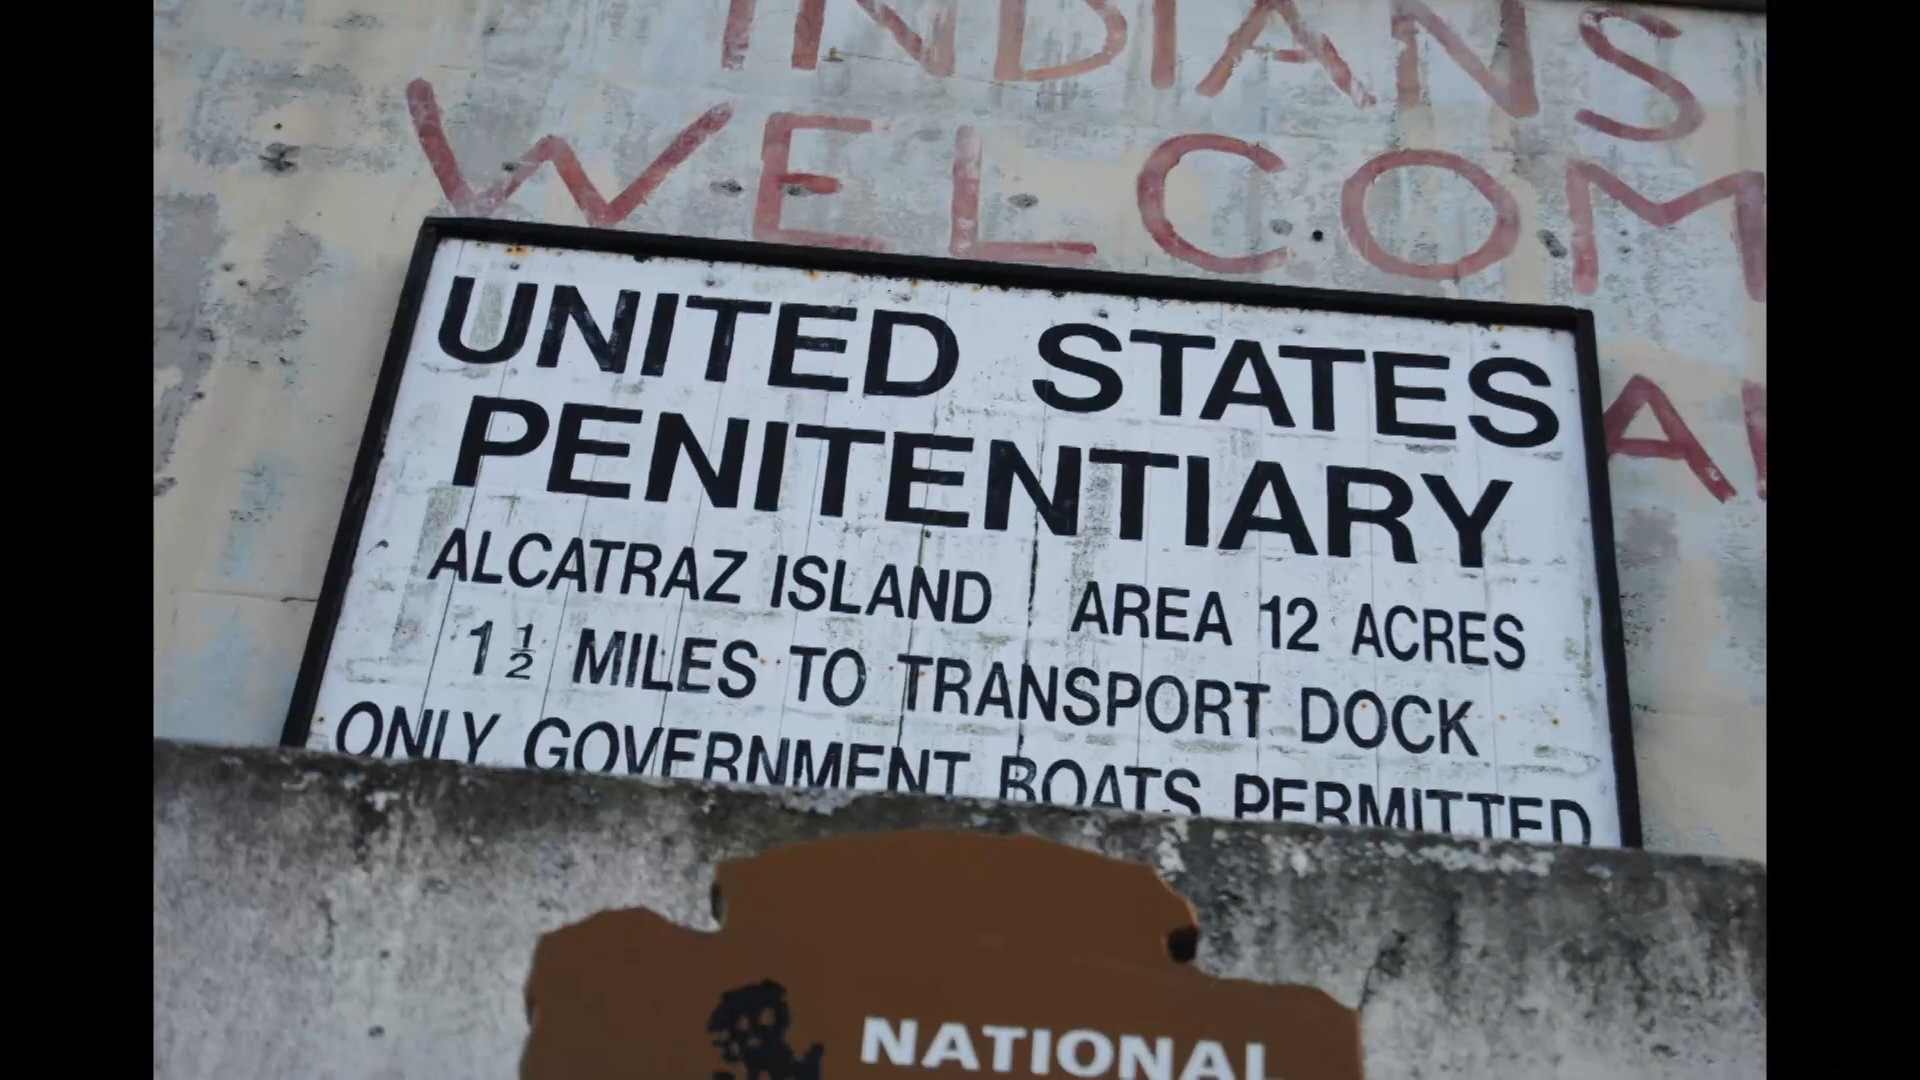 INDIANS
WELCOM
UNITED STATES
PENITENTIARY
ALCATRAZ ISLAND AREA 12 ACRES
1½ MILES TO TRANSPORT DOCK
ONLY GOVERNMENT BOATS PERMITTED
NATIONAL